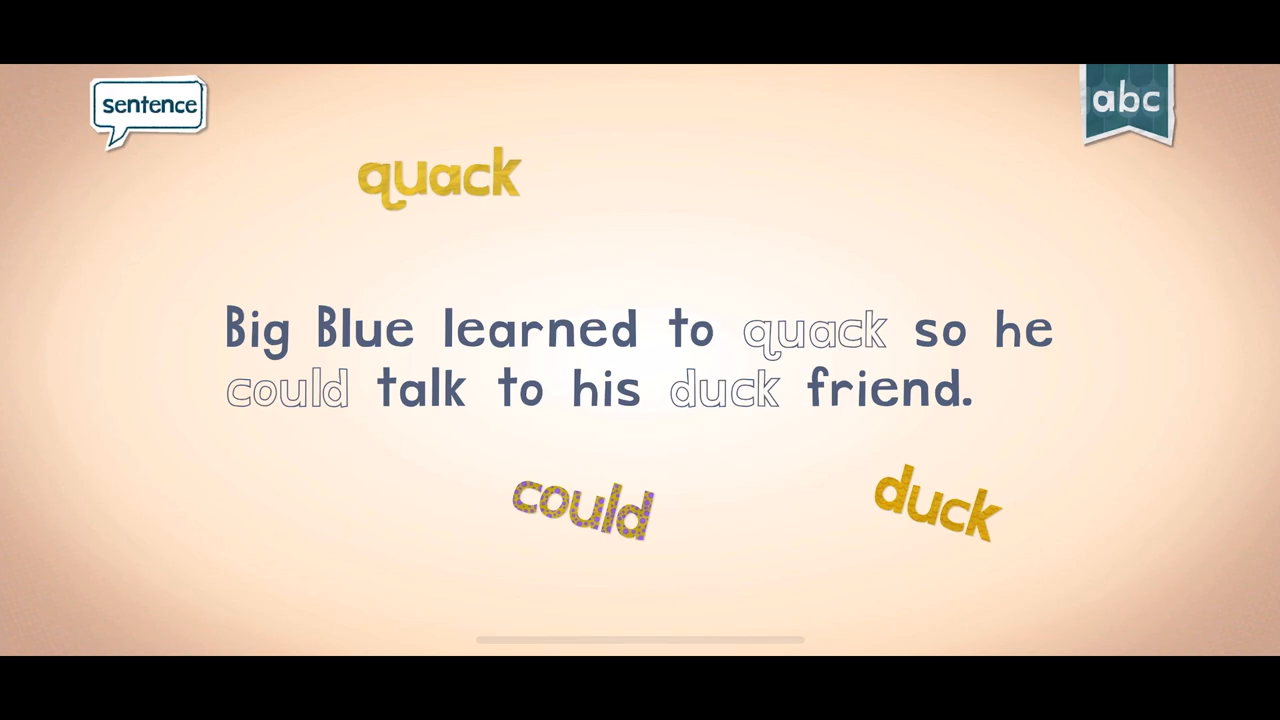 sentence
abc
quack
Big Blue learned to quack so he
could talk to his duck friend.
could
duck